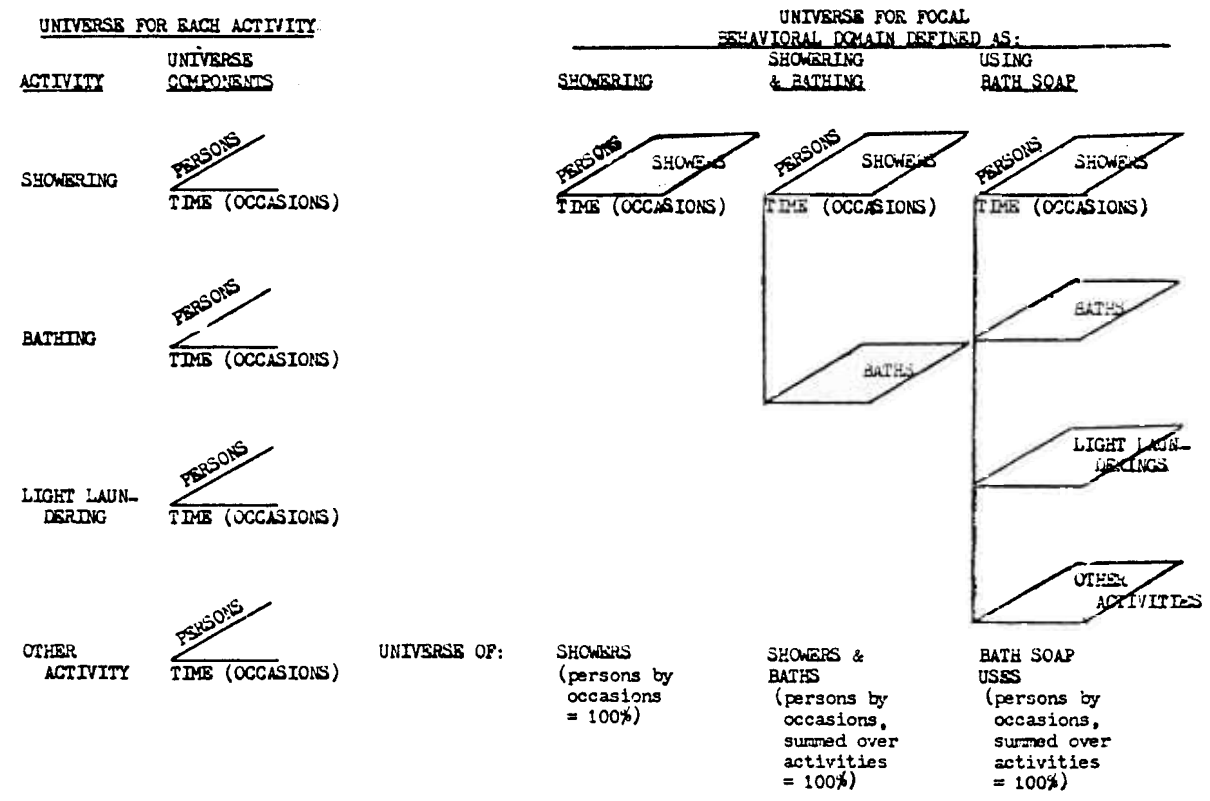 UNIVERSE FOR EACH ACTIVITY
ACTIVITY
UNIVERSE
COMPONENTS
SHOWERING
PERSONS
TIME (OCCASIONS)
BATHING
PERSONS
TIME (OCCASIONS)
LIGHT LAUN-
DERING
PERSONS
TIME (OCCASIONS)
OTHER
ACTIVITY
PERSONS
TIME (OCCASIONS)
UNIVERSE FOR FOCAL
BEHAVIORAL DOMAIN DEFINED AS:
SHOWERING
SHOWERING
& BATHING
USING
BATH SOAP
PERSONS
SHOWERS
TIME (OCCASIONS)
PERSONS
SHOWERS
TIME (OCCASIONS)
BATHS
PERSONS
SHOWERS
TIME (OCCASIONS)
BATHS
LIGHT LAUN-
DERINGS
OTHER
ACTIVITIES
UNIVERSE OF:
SHOWERS
(persons by
occasions
= 100%)
SHOWERS &
BATHS
(persons by
occasions,
summed over
activities
= 100%)
BATH SOAP
USES
(persons by
occasions,
summed over
activities
= 100%)